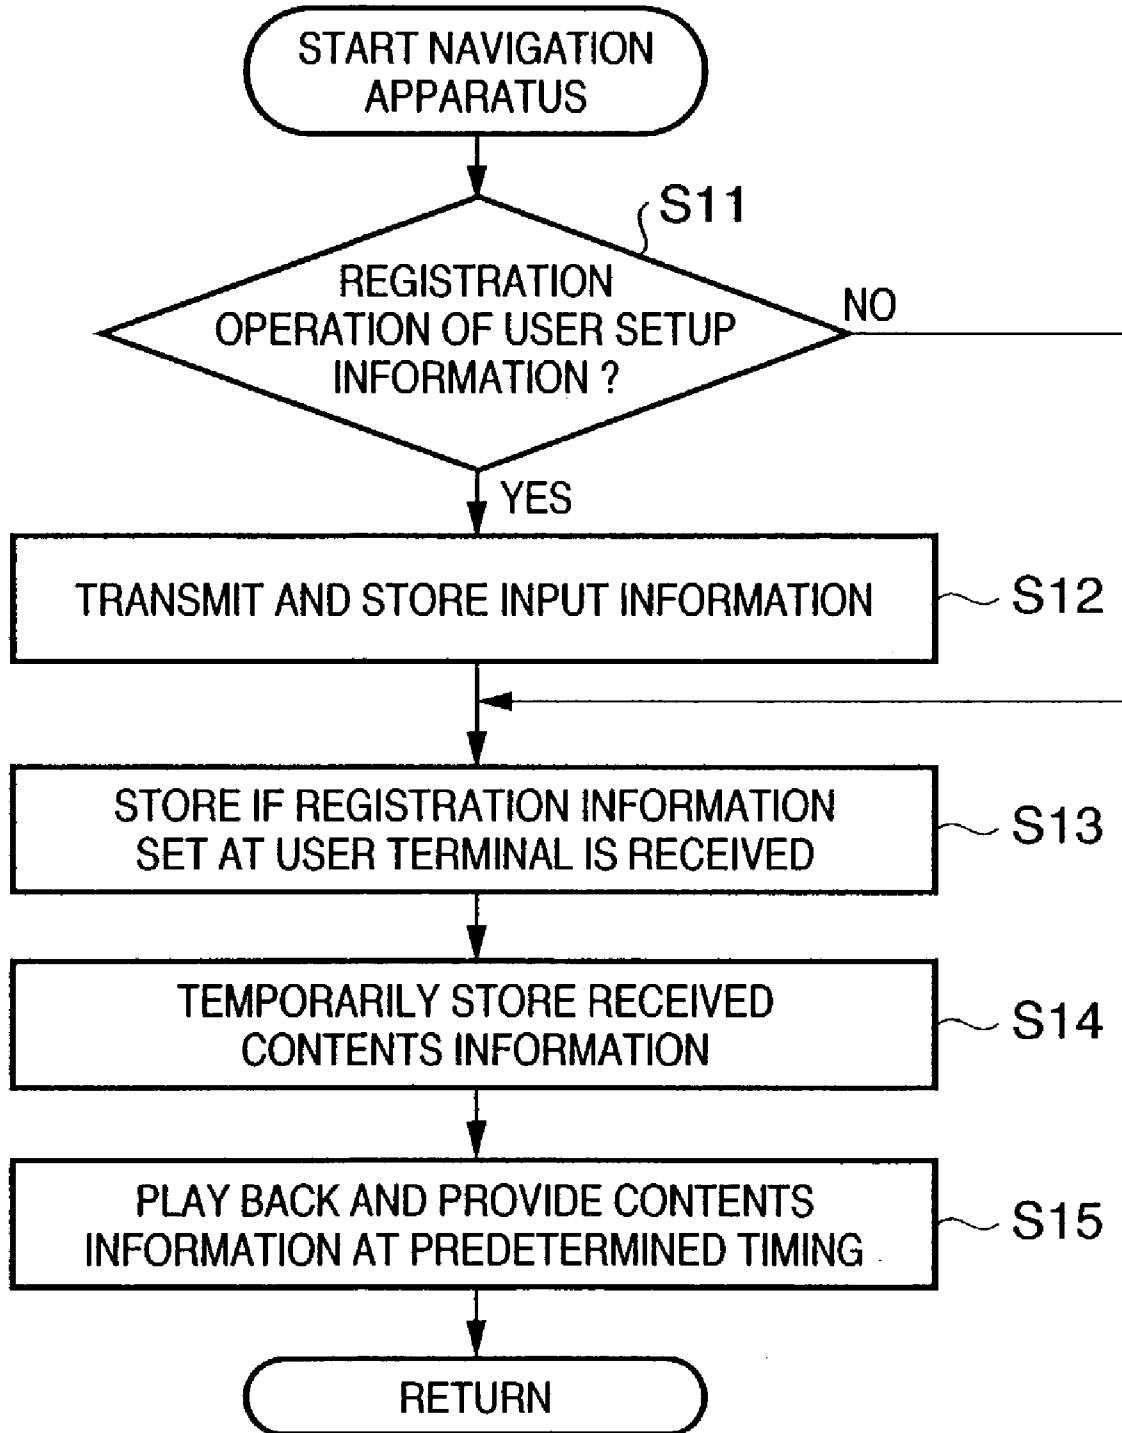 START NAVIGATION
APPARATUS
S11
REGISTRATION
OPERATION OF USER SETUP
INFORMATION ?
NO
YES
TRANSMIT AND STORE INPUT INFORMATION
S12
STORE IF REGISTRATION INFORMATION
SET AT USER TERMINAL IS RECEIVED
S13
TEMPORARILY STORE RECEIVED
CONTENTS INFORMATION
S14
PLAY BACK AND PROVIDE CONTENTS
INFORMATION AT PREDETERMINED TIMING
S15
RETURN